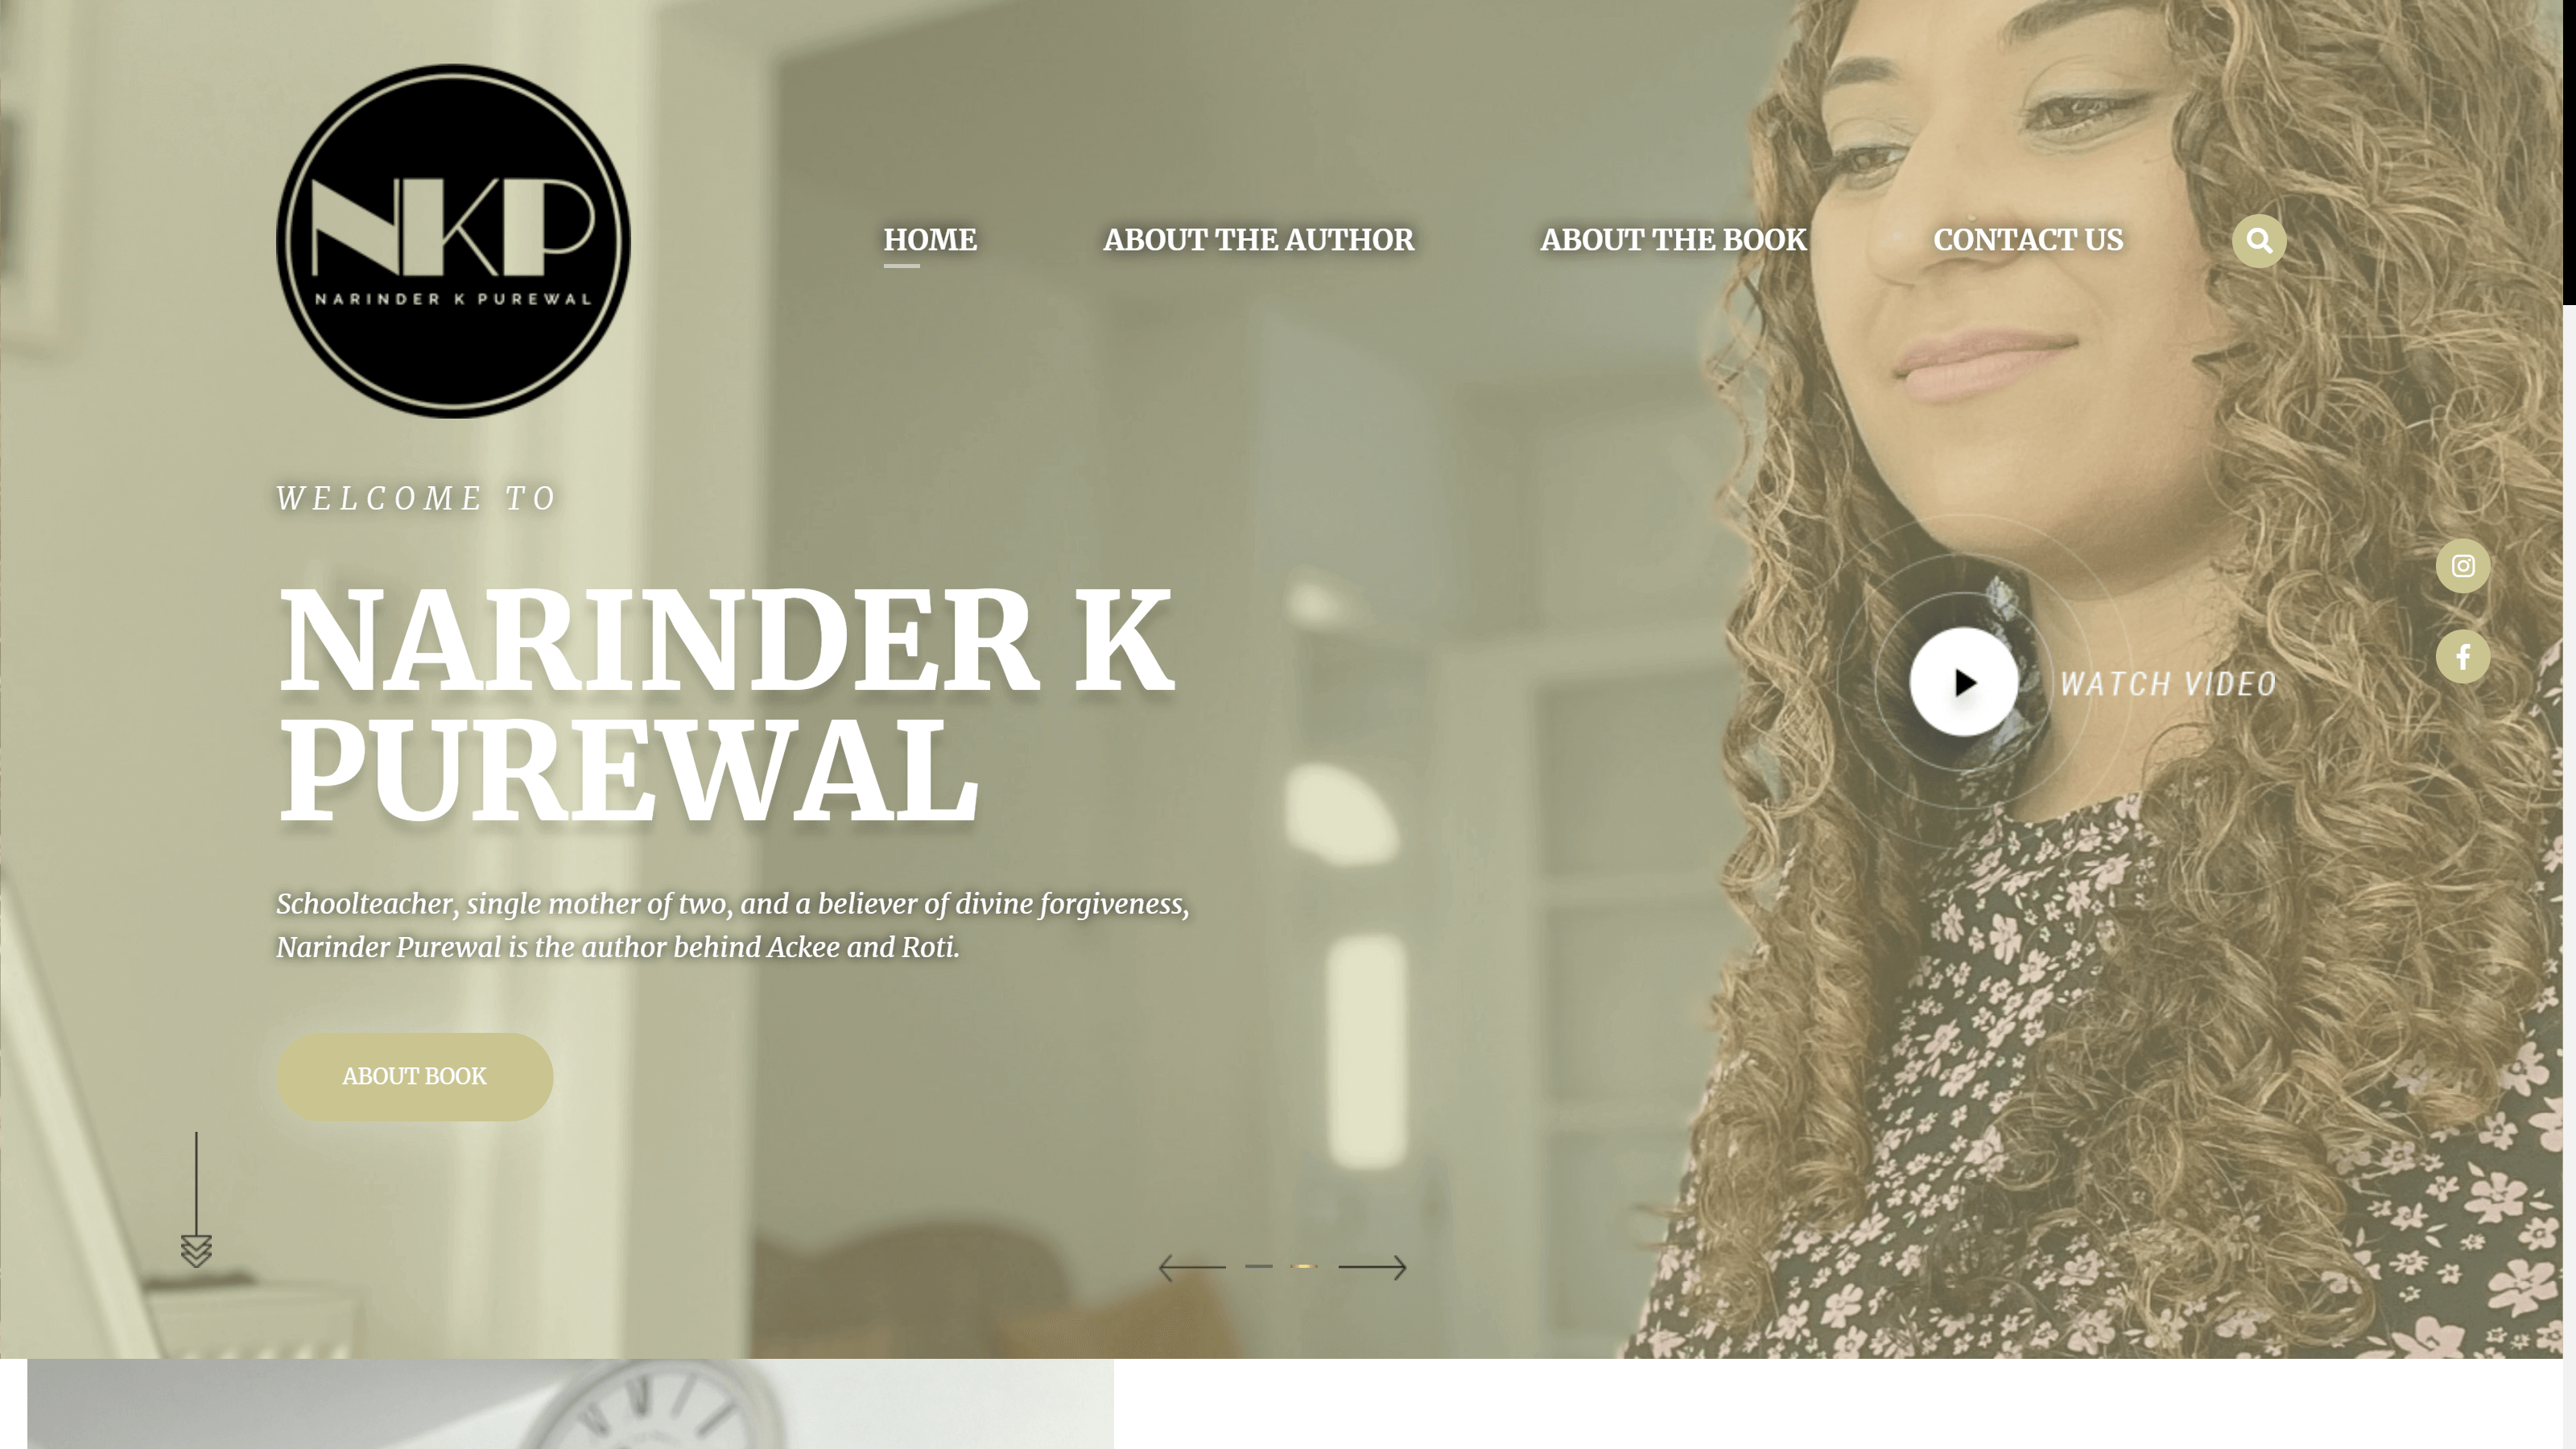 NKP
NARINDER K PUREWAL
HOME
ABOUT THE AUTHOR
ABOUT THE BOOK
CONTACT US
WELCOME TO
NARINDER K
PUREWAL
WATCH VIDEO
Schoolteacher, single mother of two, and a believer of divine forgiveness,
Narinder Purewal is the author behind Ackee and Roti.
ABOUT BOOK